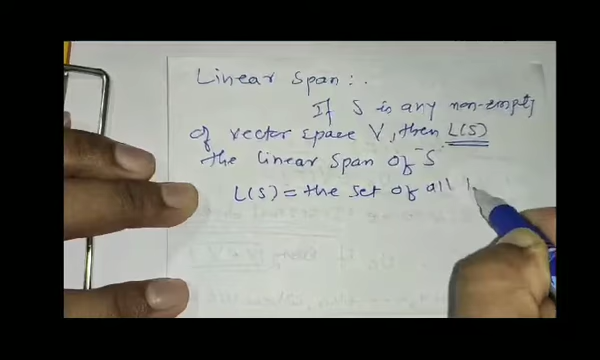 Linear Span :.
If S is any non-empty
of vector space V, then L(S)
the linear span of "S"
L(S) = the set of all